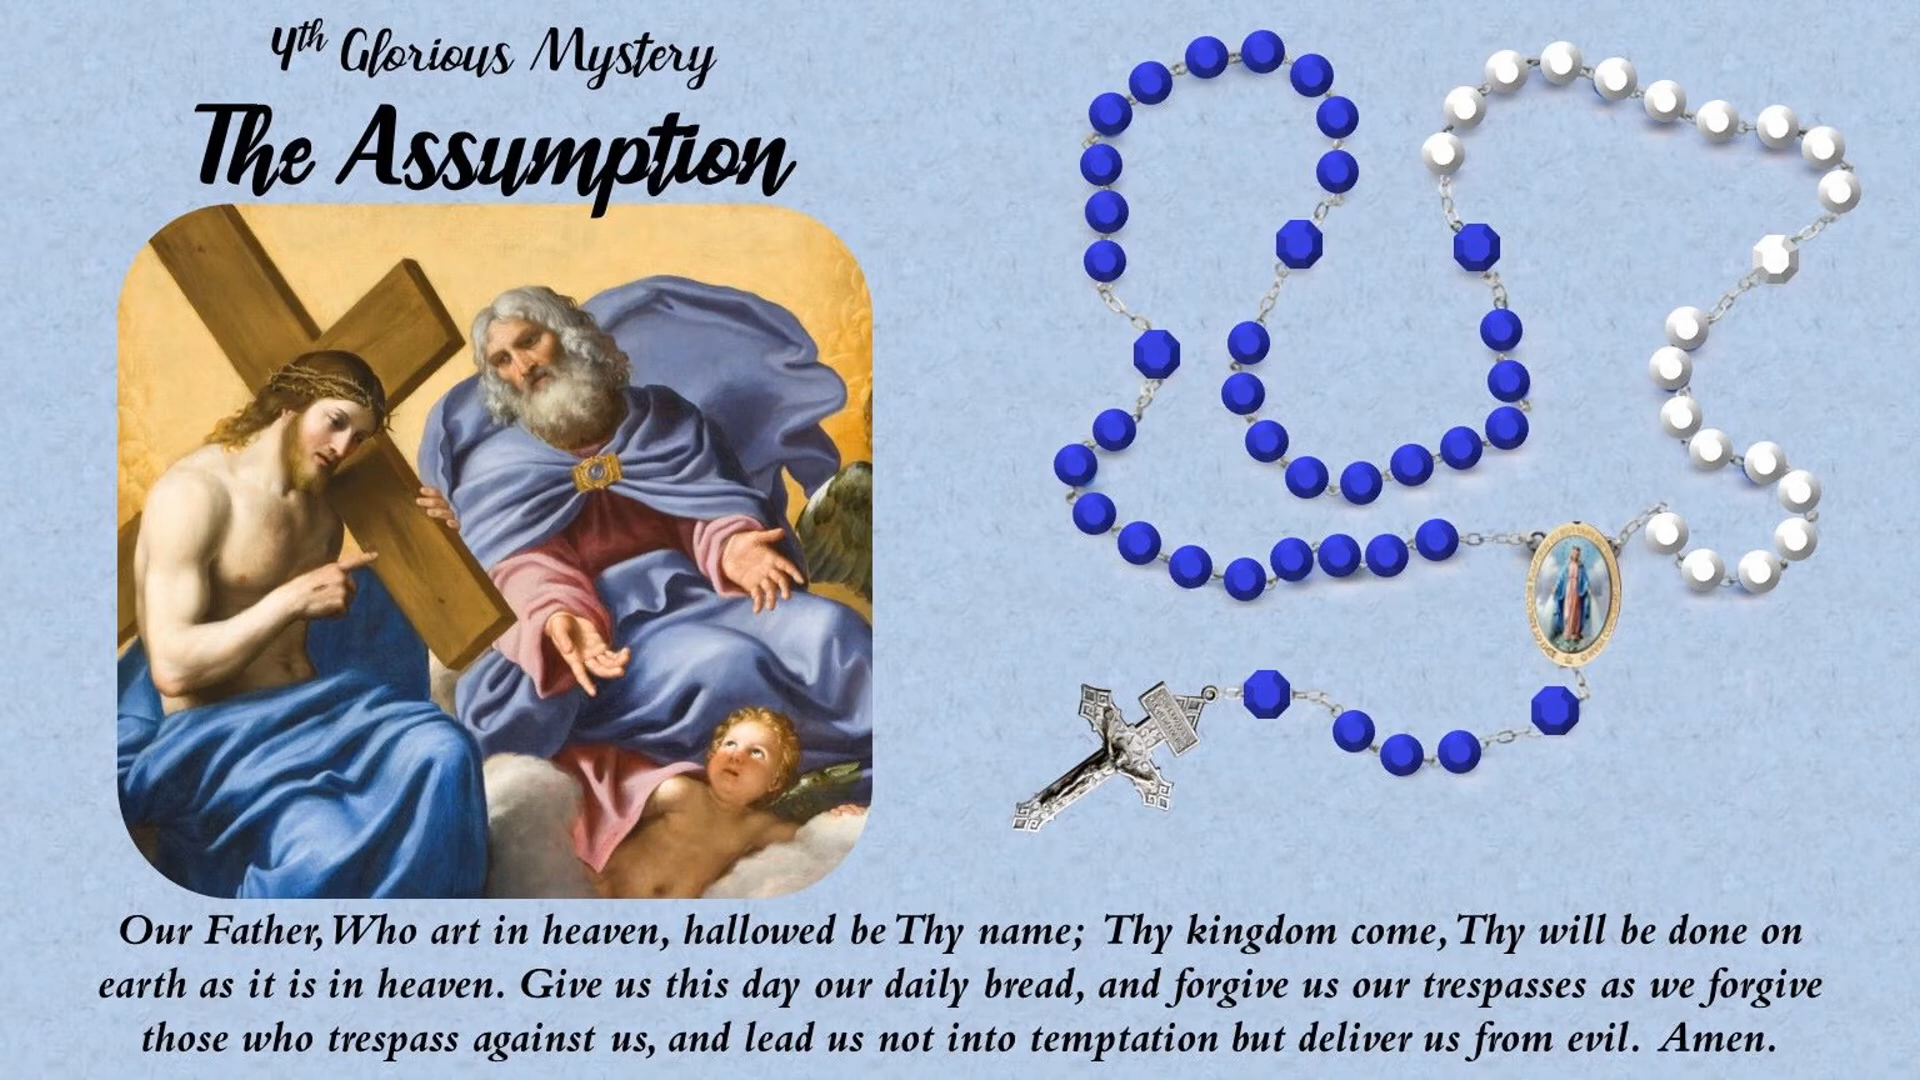 4th Glorious Mystery
The Assumption
Our Father, Who art in heaven, hallowed be Thy name; Thy kingdom come, Thy will be done on
earth as it is in heaven. Give us this day our daily bread, and forgive us our trespasses as we forgive
those who trespass against us, and lead us not into temptation but deliver us from evil. Amen.